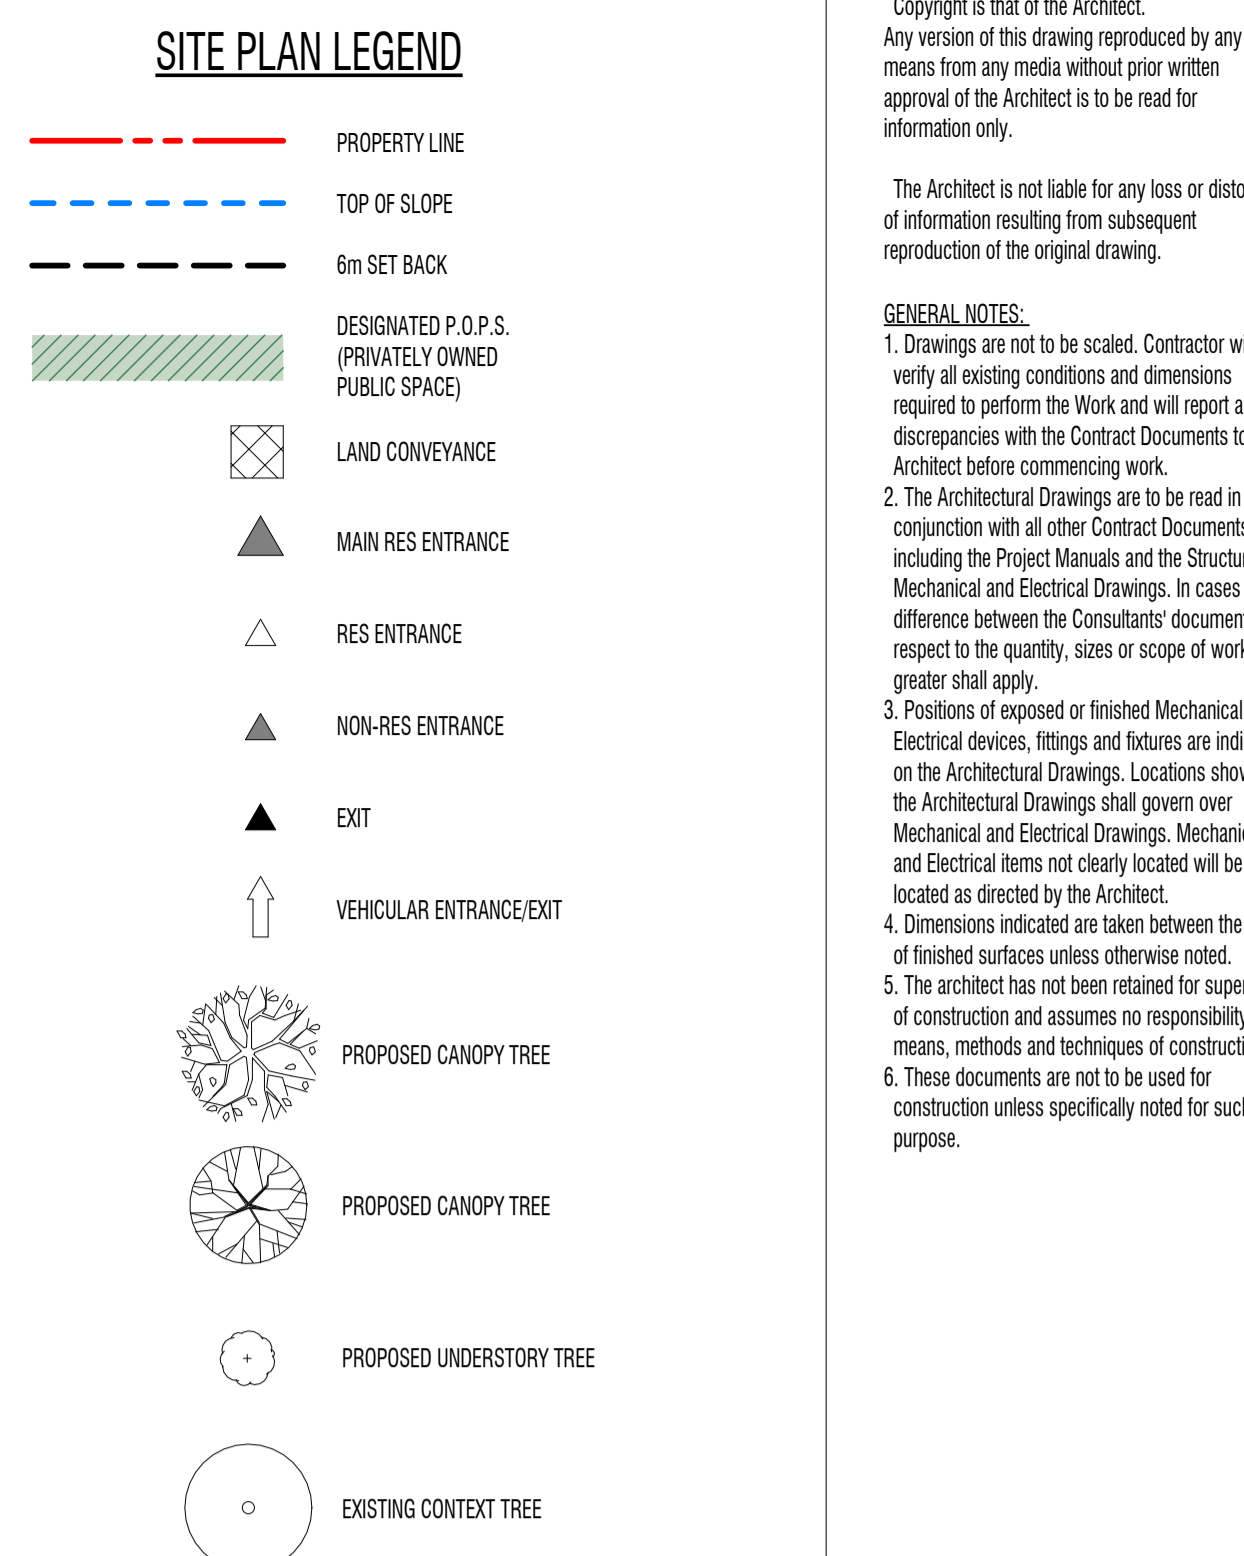 SITE PLAN LEGEND
PROPERTY LINE
TOP OF SLOPE
6m SET BACK
DESIGNATED P.O.P.S.
(PRIVATELY OWNED
PUBLIC SPACE)
LAND CONVEYANCE
MAIN RES ENTRANCE
RES ENTRANCE
NON-RES ENTRANCE
EXIT
VEHICULAR ENTRANCE/EXIT
PROPOSED CANOPY TREE
PROPOSED CANOPY TREE
PROPOSED UNDERSTORY TREE
EXISTING CONTEXT TREE
Copyright is that of the Architect.
Any version of this drawing reproduced by any
means from any media without prior written
approval of the Architect is to be read for
information only.
The Architect is not liable for any loss or
of information resulting from subsequent
reproduction of the original drawing.
GENERAL NOTES:
1. Drawings are not to be scaled. Contractor
verify all existing conditions and dimensions
required to perform the Work and will report
discrepancies with the Contract Documents
Architect before commencing work.
2. The Architectural Drawings are to be read in
conjunction with all other Contract Documents
including the Project Manuals and the
Mechanical and Electrical Drawings. In cases
difference between the Consultants'
respect to the quantity, sizes or scope of
greater shall apply.
3. Positions of exposed or finished Mechanical
Electrical devices, fittings and fixtures are
on the Architectural Drawings. Locations
the Architectural Drawings shall govern over
Mechanical and Electrical Drawings.
and Electrical items not clearly located will be
located as directed by the Architect.
4. Dimensions indicated are taken between the
of finished surfaces unless otherwise noted.
5. The architect has not been retained for
of construction and assumes no responsibility
means, methods and techniques of
6. These documents are not to be used for
construction unless specifically noted for
purpose.